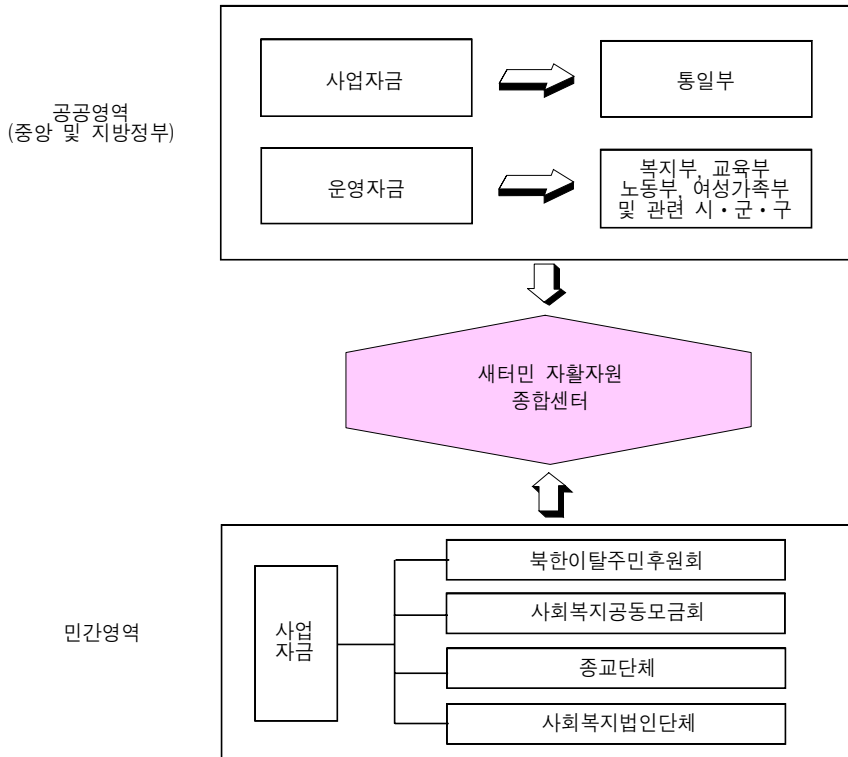 사업자금
통일부
공공영역
(중앙 및 지방정부)
운영자금
복지부, 교육부
노동부, 여성가족부
및 관련 시・군・구
새터민 자활자원
종합센터
북한이탈주민후원회
사회복지공동모금회
민간영역
사업
자금
종교단체
사회복지법인단체